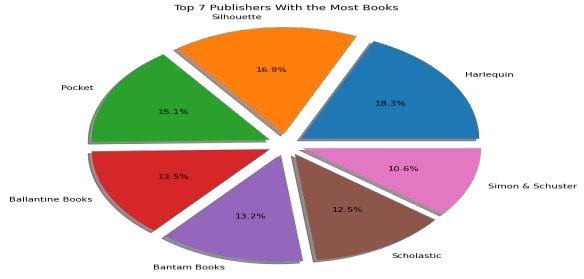 Top 7 Publishers With the Most Books
Silhouette
16.9%
Harlequin
18.3%
Pocket
15.1%
Ballantine Books
13.5%
Bantam Books
13.2%
Scholastic
12.5%
Simon & Schuster
10.6%